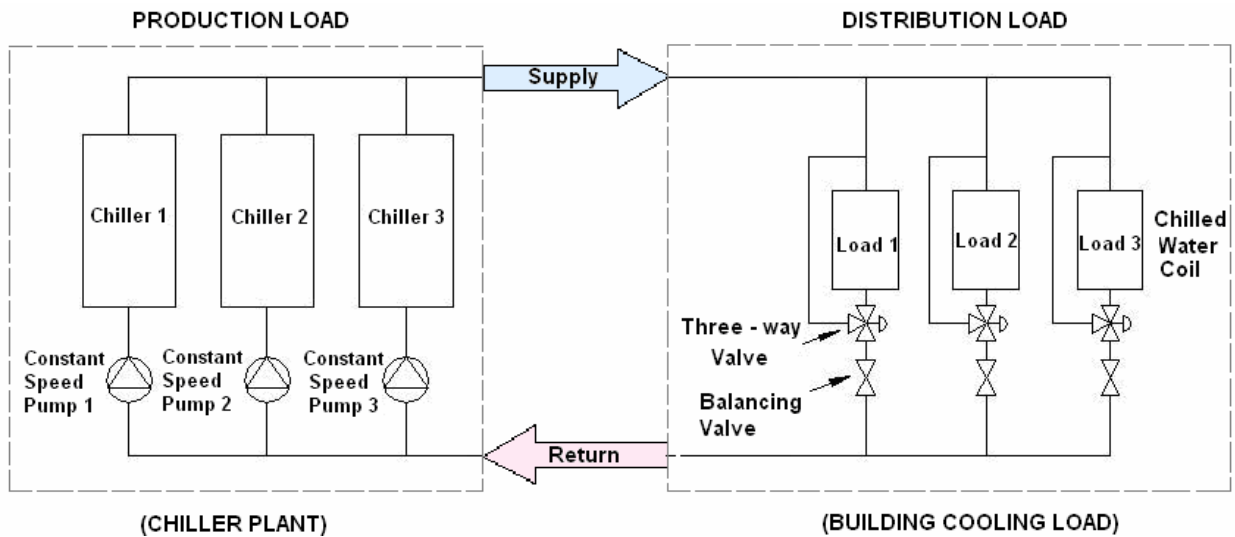 PRODUCTION LOAD
DISTRIBUTION LOAD
Supply
Chiller 1
Chiller 2
Chiller 3
Load 1
Load 2
Load 3
Chilled
Water
Coil
Constant
Speed
Pump 1
Constant
Speed
Pump 2
Constant
Speed
Pump 3
Three - way
Valve
Balancing
Valve
Return
(CHILLER PLANT)
(BUILDING COOLING LOAD)